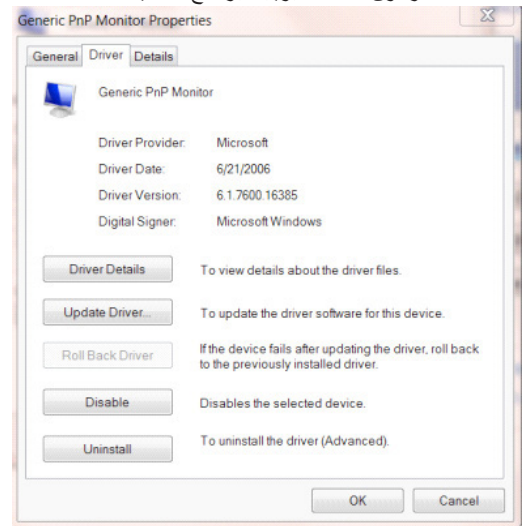 Generic PnP Monitor Properties
General Driver Details
Generic PnP Monitor
Driver Provider: Microsoft
Driver Date: 6/21/2006
Driver Version: 6.1.7600.16385
Digital Signer: Microsoft Windows
Driver Details To view details about the driver files.
Update Driver... To update the driver software for this device.
Roll Back Driver If the device fails after updating the driver, roll back
to the previously installed driver.
Disable Disables the selected device.
Uninstall To uninstall the driver (Advanced).
OK Cancel